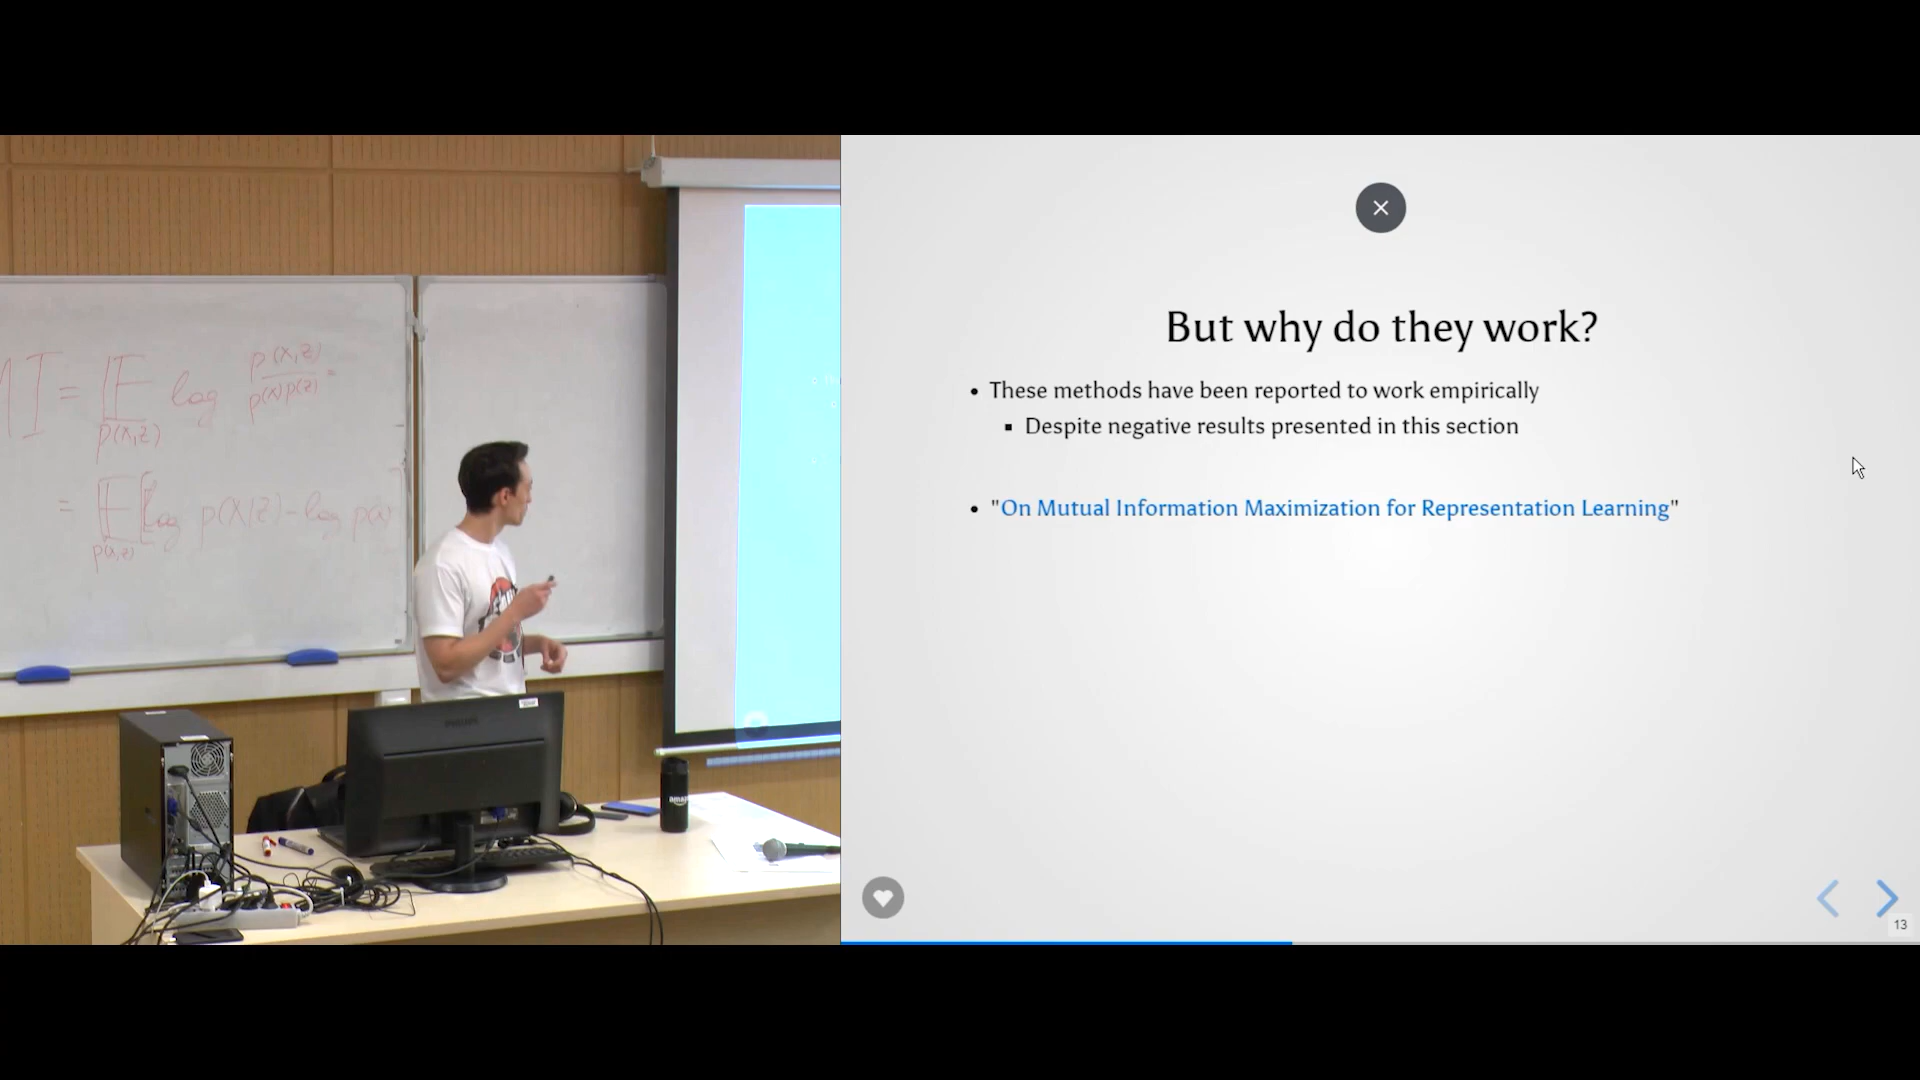 MI = E log p(x,z) / p(x)p(z) =
p(x,z)
= E [log p(x|z) - log p(x)
p(x,z)
PHILIPS
But why do they work?
• These methods have been reported to work empirically
▪ Despite negative results presented in this section
• "On Mutual Information Maximization for Representation Learning"
13